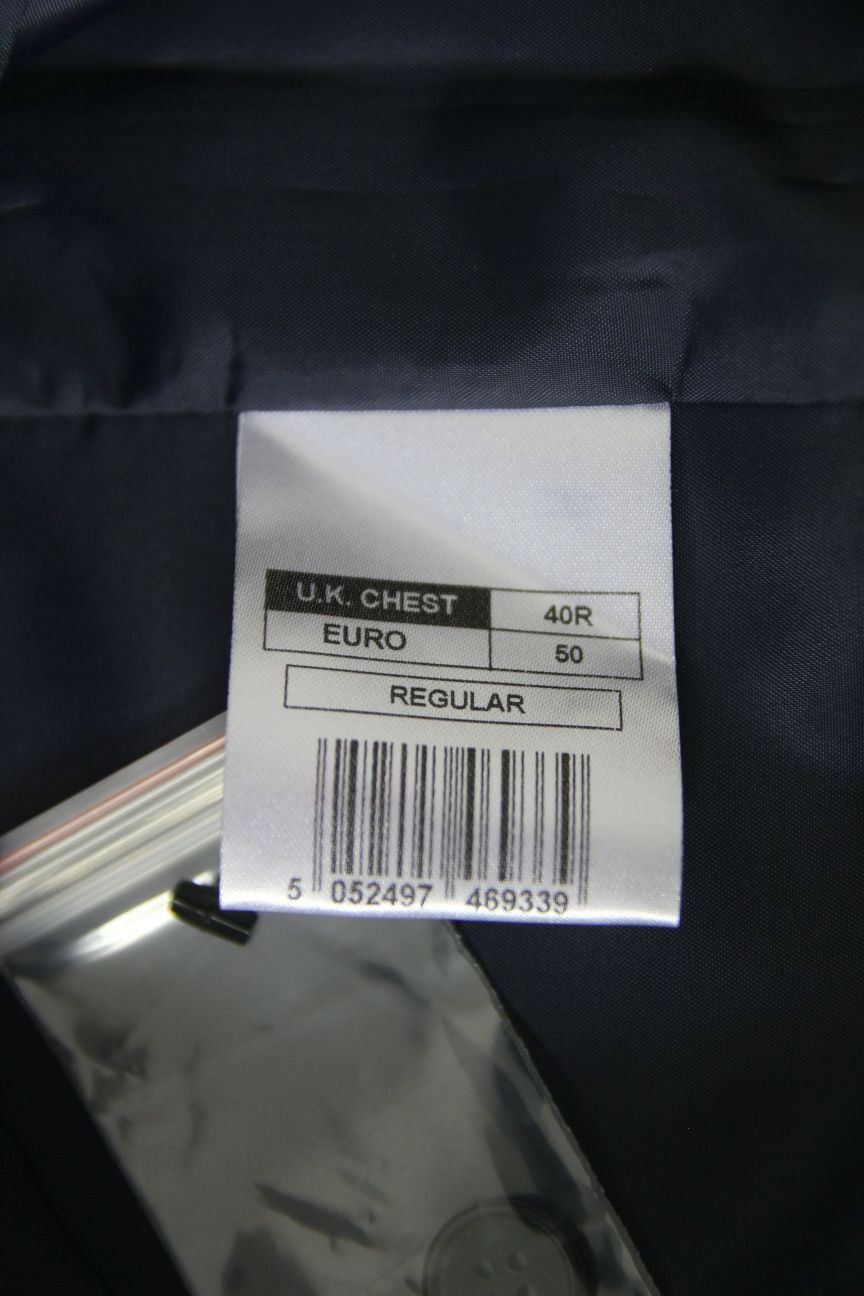 U.K. CHEST 40R
EURO 50
REGULAR
5 052497 469339